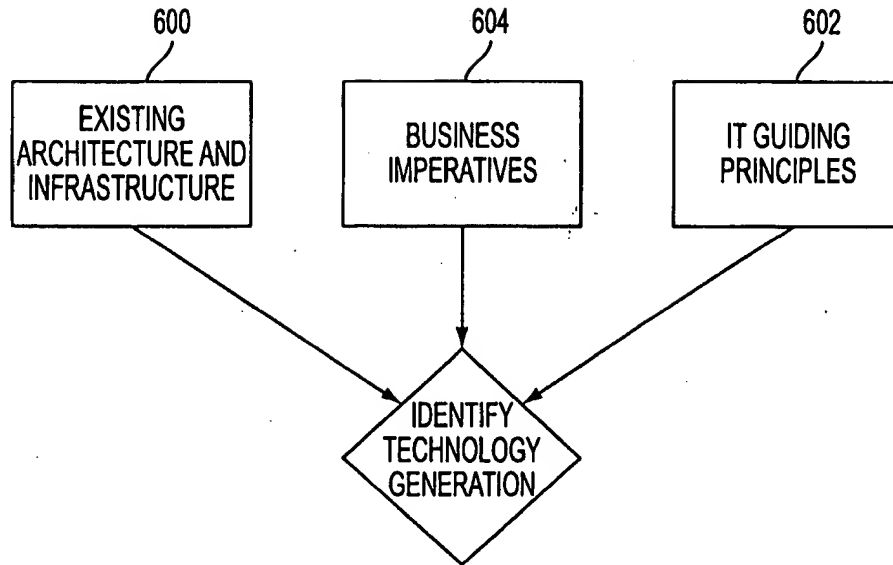 600
604
602
EXISTING
ARCHITECTURE AND
INFRASTRUCTURE
BUSINESS
IMPERATIVES
IT GUIDING
PRINCIPLES
IDENTIFY
TECHNOLOGY
GENERATION